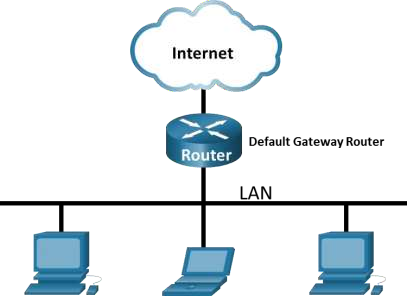 Internet
Default Gateway Router
Router
LAN